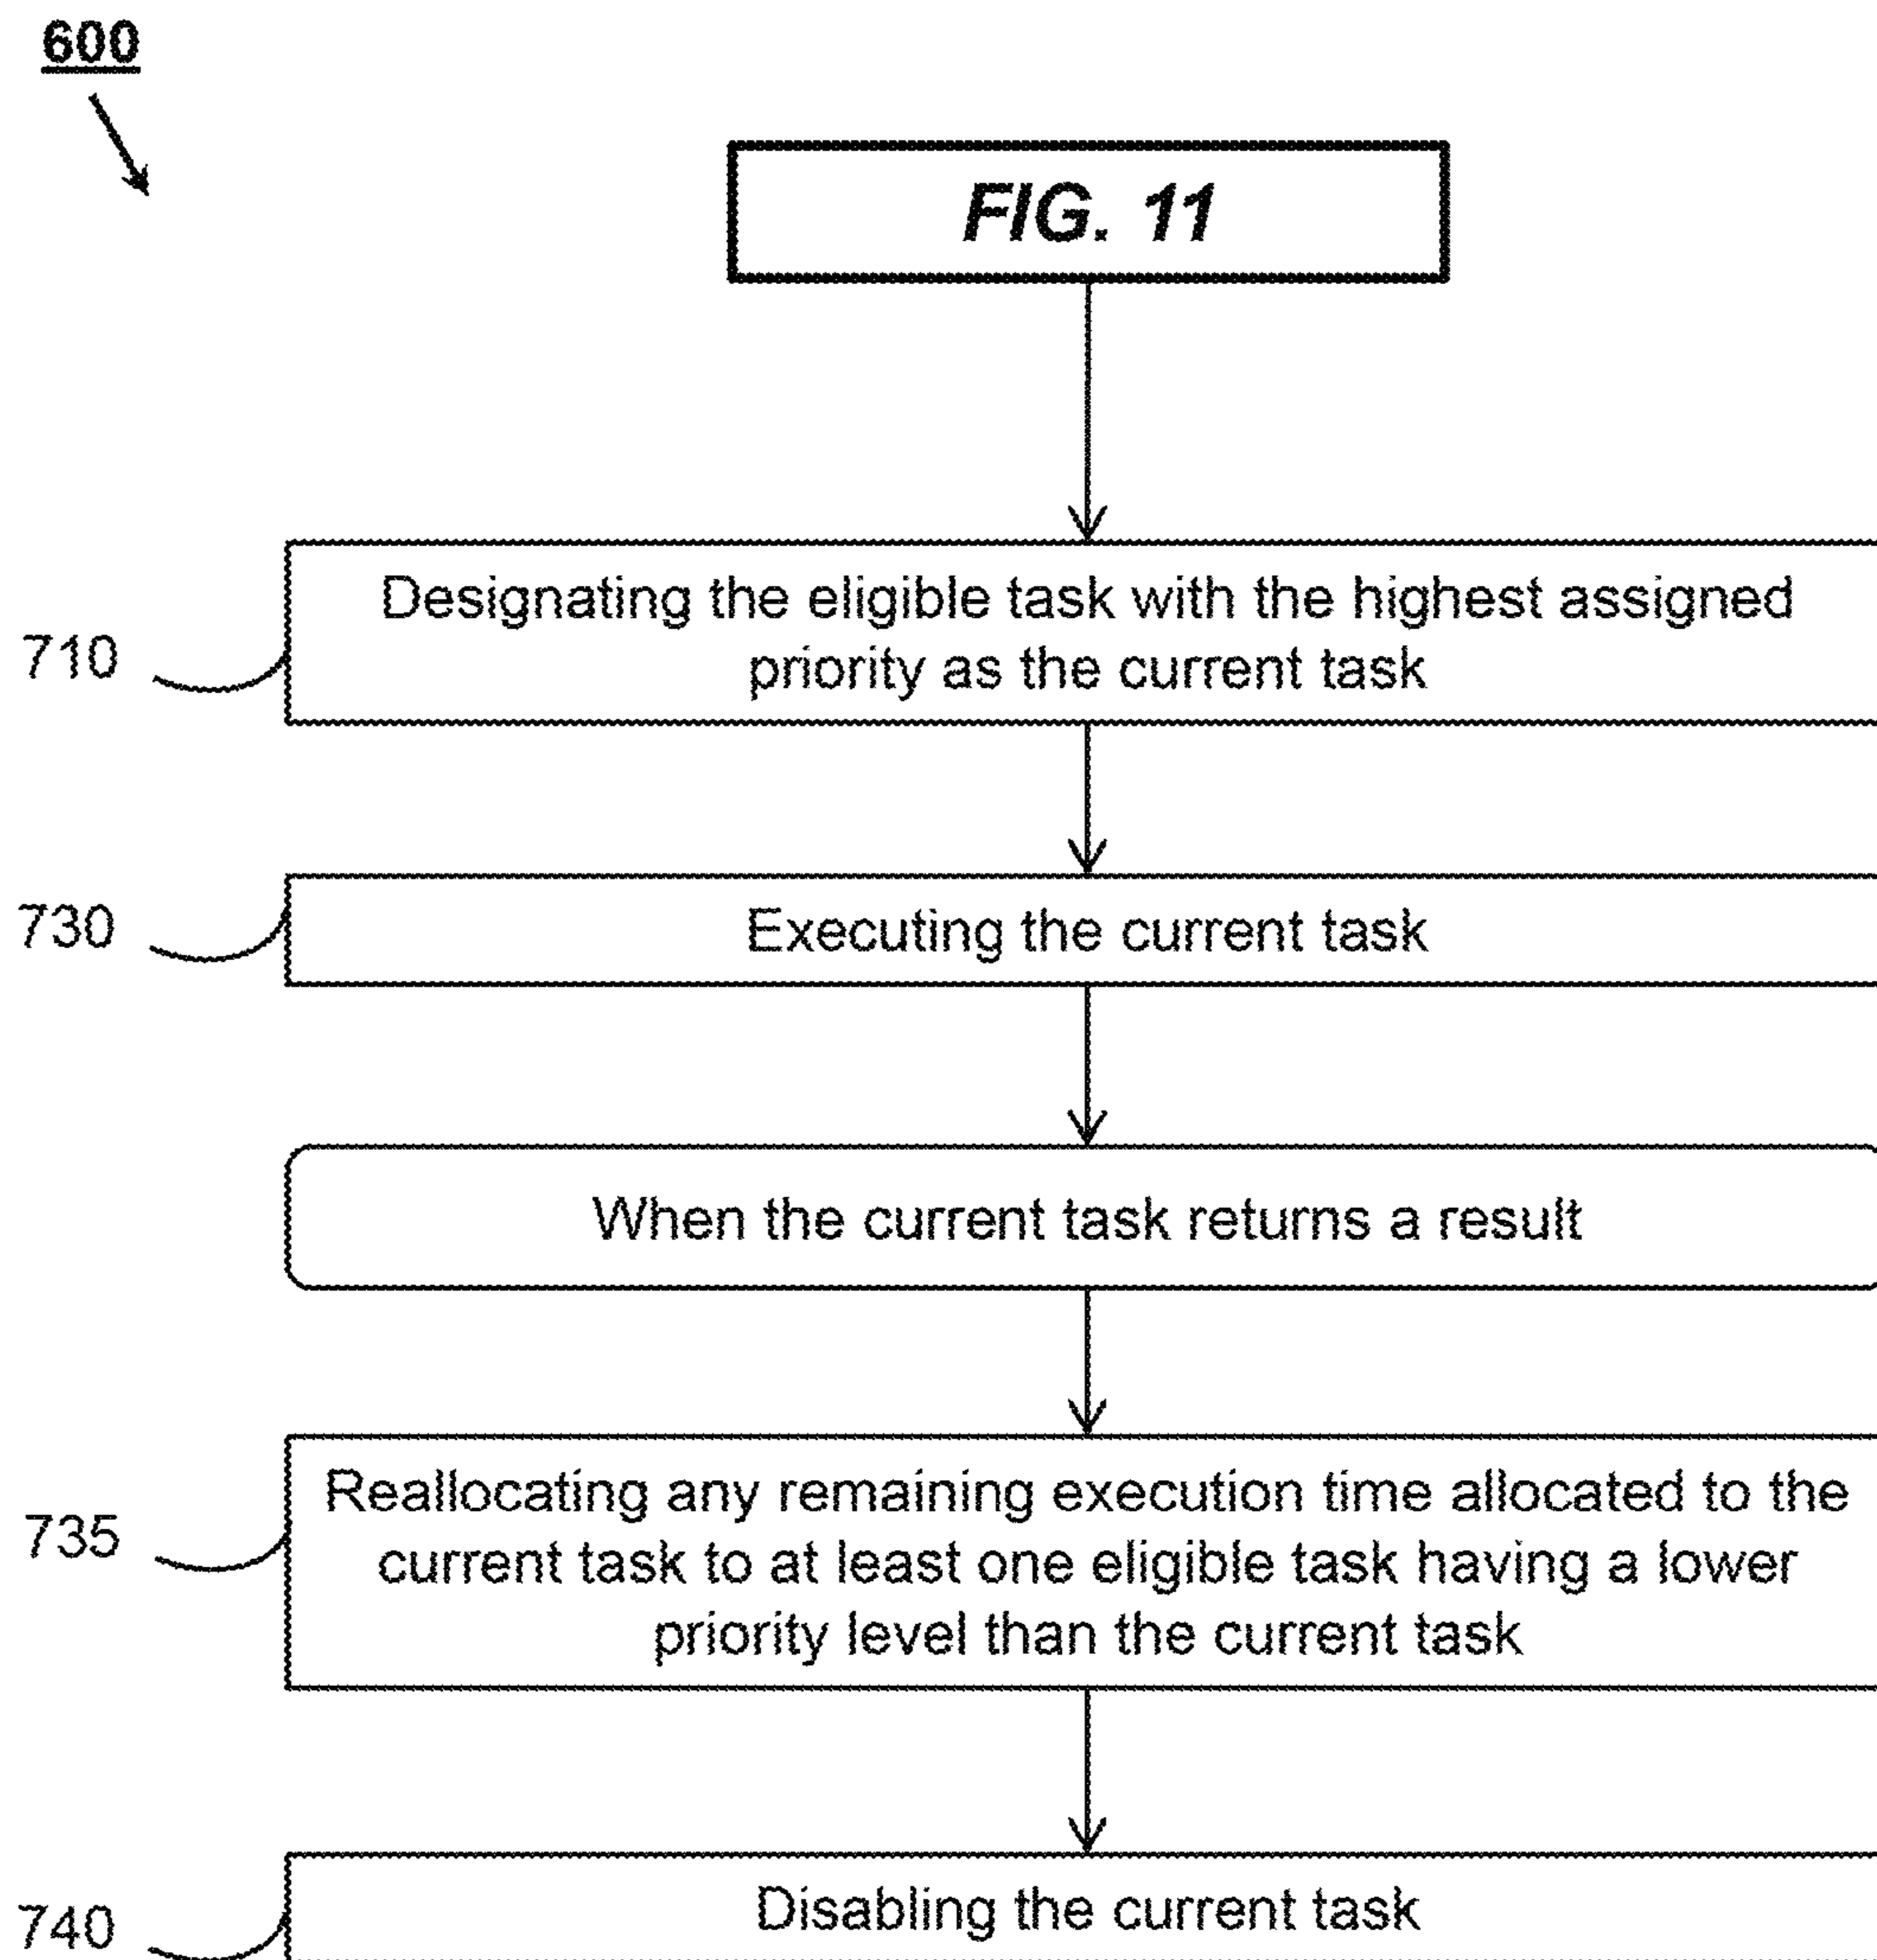 600
FIG. 11
710
Designating the eligible task with the highest assigned
priority as the current task
730
Executing the current task
When the current task returns a result
735
Reallocating any remaining execution time allocated to the
current task to at least one eligible task having a lower
priority level than the current task
740
Disabling the current task